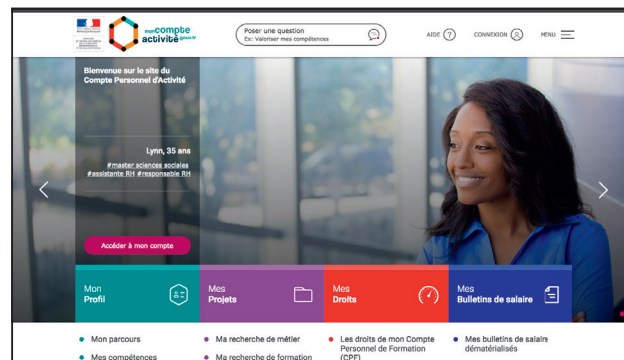 moncompte
activité.gouv.fr
Poser une question
Ex: Valoriser mes compétences
AIDE
CONNEXION
MENU
Bienvenue sur le site du
Compte Personnel d'Activité
Lynn, 35 ans
#master sciences sociales
#assistante RH #responsable RH
Accéder à mon compte
Mon
Profil
Mes
Projets
Mes
Droits
Mes
Bulletins de salaire
Mon parcours
Mes compétences
Ma recherche de métier
Ma recherche de formation
Les droits de mon Compte
Personnel de Formation
(CPF)
Mes bulletins de salaire
dématérialisés